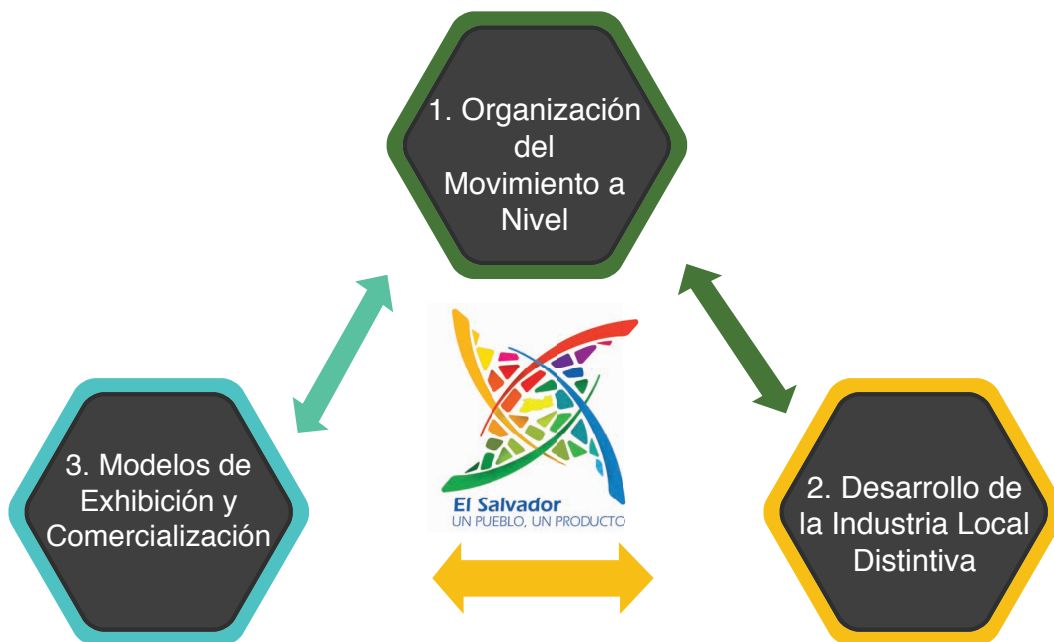 1. Organización
del
Movimiento a
Nivel
3. Modelos de
Exhibición y
Comercialización
El Salvador
UN PUEBLO, UN PRODUCTO
2. Desarrollo de
la Industria Local
Distintiva